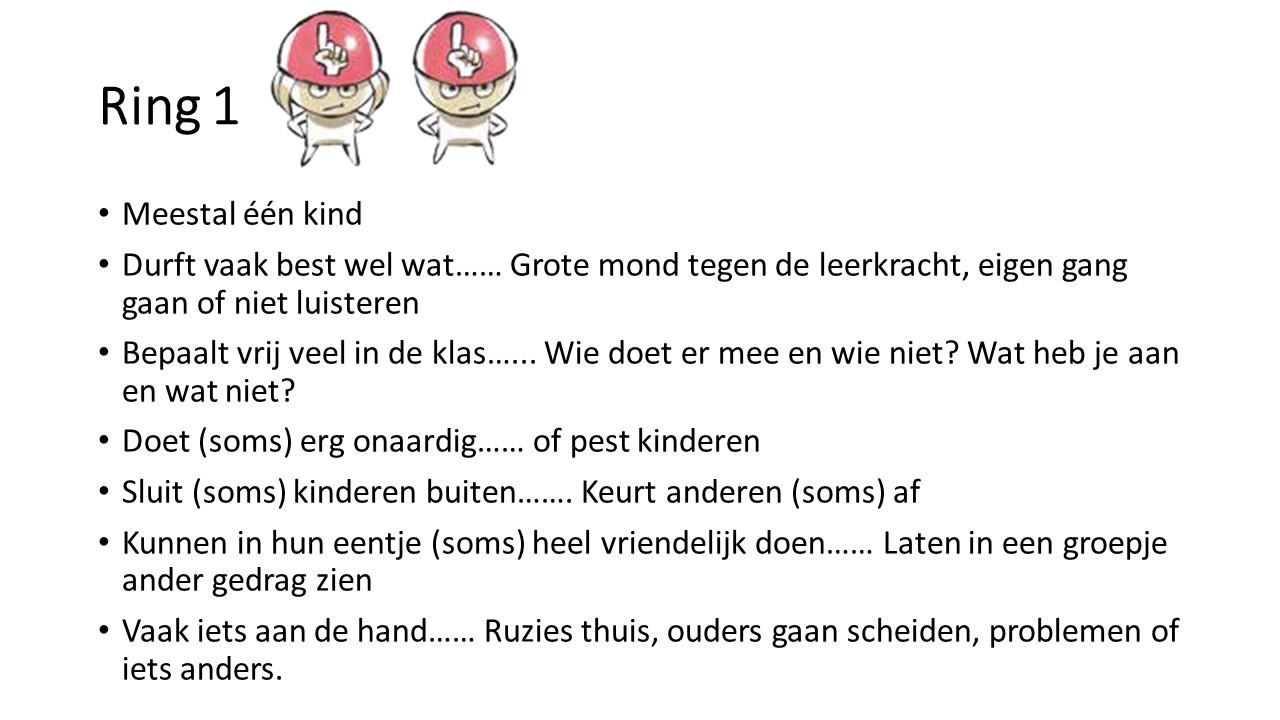 Ring 1
• Meestal één kind
• Durft vaak best wel wat…… Grote mond tegen de leerkracht, eigen gang
gaan of niet luisteren
• Bepaalt vrij veel in de klas…... Wie doet er mee en wie niet? Wat heb je aan
en wat niet?
• Doet (soms) erg onaardig…… of pest kinderen
• Sluit (soms) kinderen buiten……. Keurt anderen (soms) af
• Kunnen in hun eentje (soms) heel vriendelijk doen…… Laten in een groepje
ander gedrag zien
• Vaak iets aan de hand…… Ruzies thuis, ouders gaan scheiden, problemen of
iets anders.